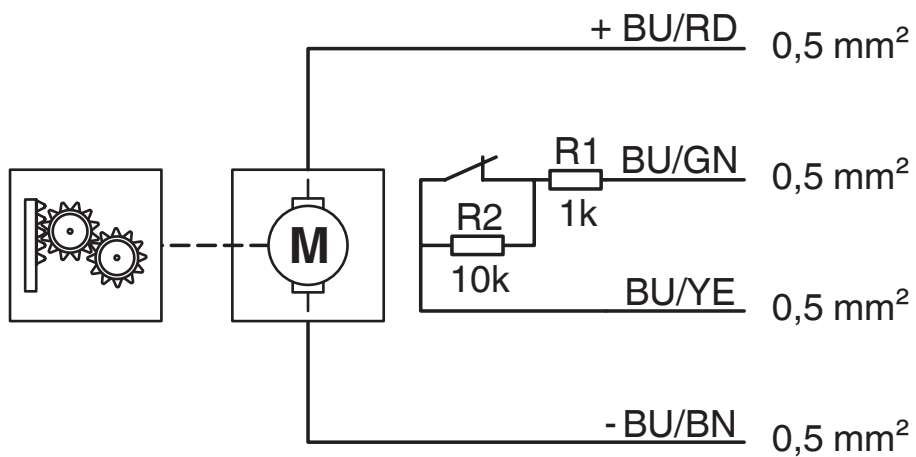 + BU/RD 0,5 mm²
R1 BU/GN 0,5 mm²
1k
R2
10k
M
BU/YE 0,5 mm²
- BU/BN 0,5 mm²